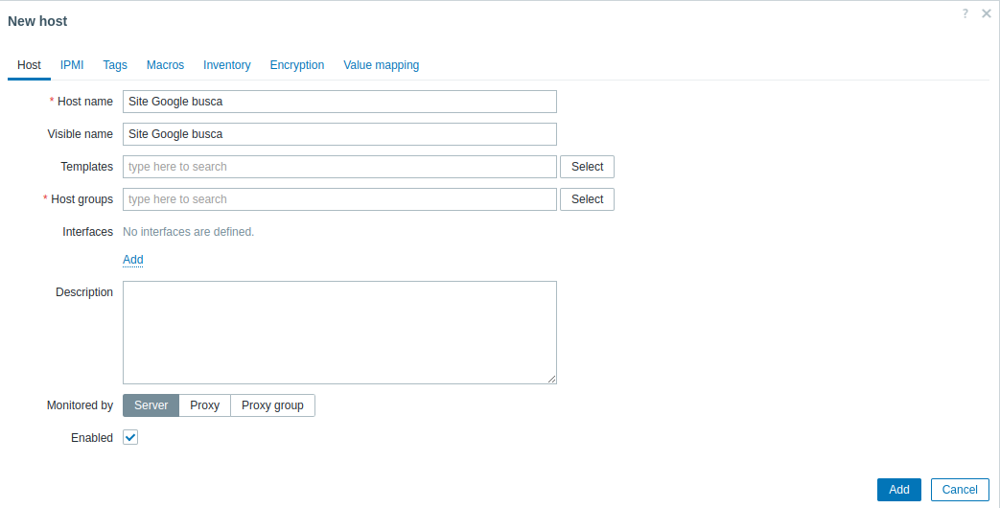 New host
?
Host IPMI Tags Macros Inventory Encryption Value mapping
* Host name Site Google busca
Visible name Site Google busca
Templates type here to search Select
* Host groups type here to search Select
Interfaces No interfaces are defined.
Add
Description
Monitored by Server Proxy Proxy group
Enabled
Add Cancel